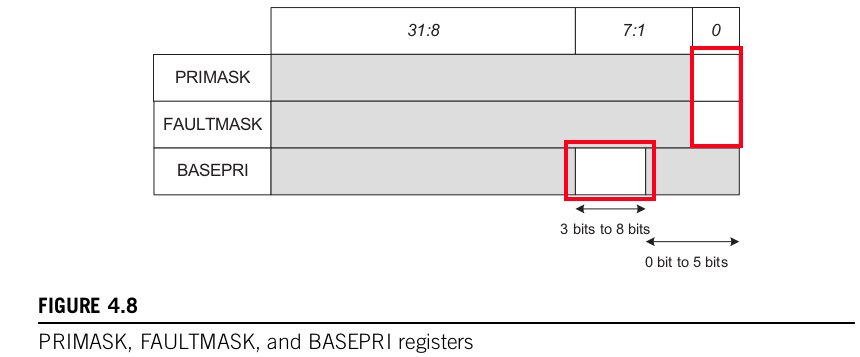 31:8 7:1 0
PRIMASK
FAULTMASK
BASEPRI
3 bits to 8 bits
0 bit to 5 bits
FIGURE 4.8
PRIMASK, FAULTMASK, and BASEPRI registers